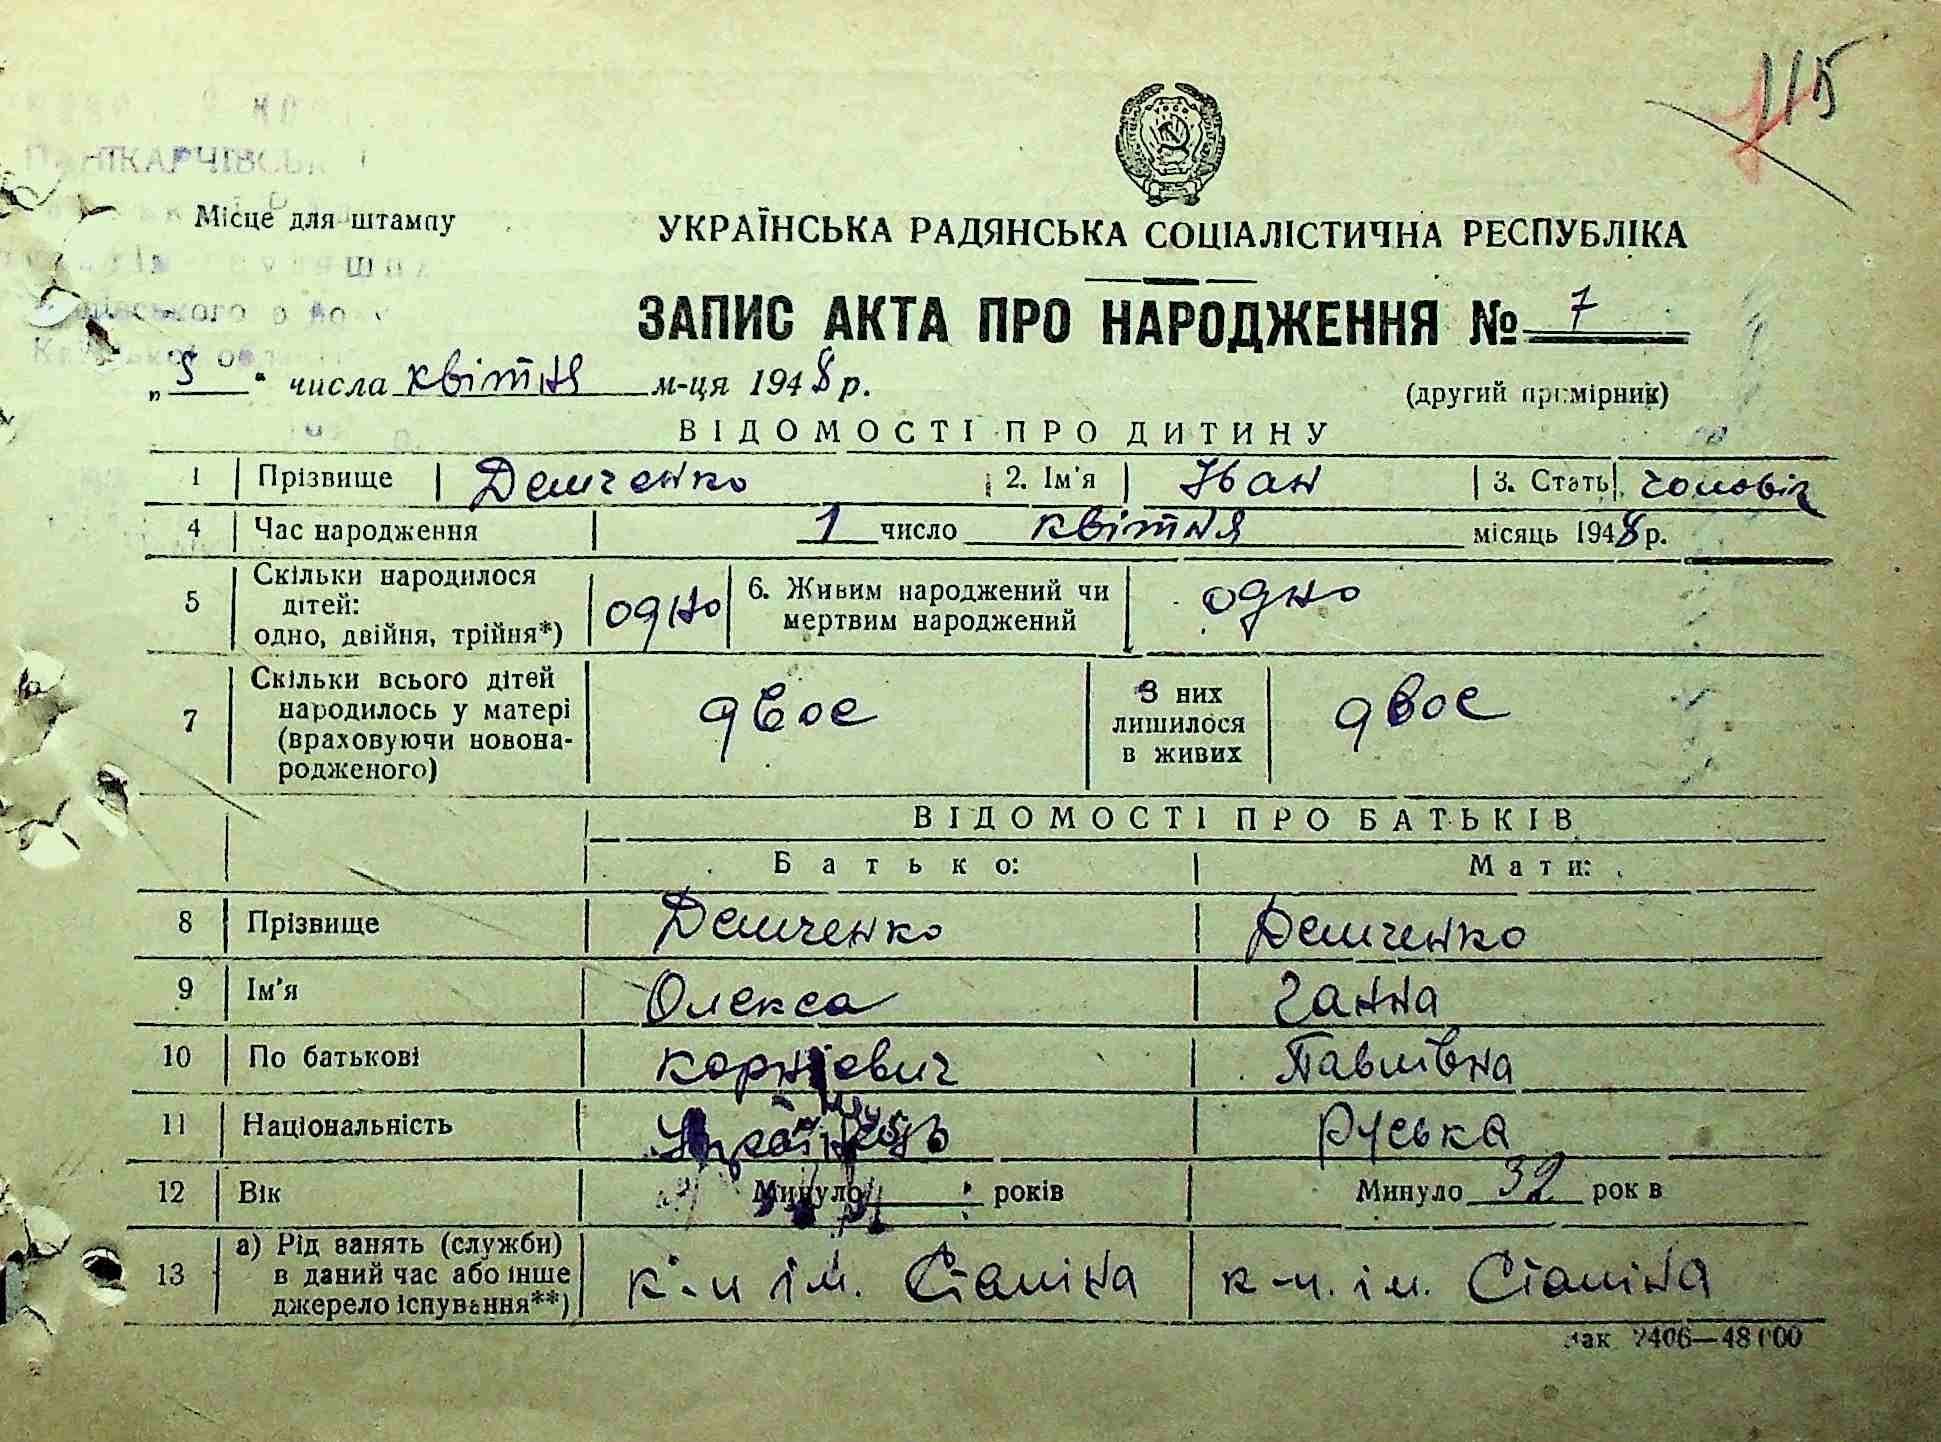 115
Місце для штампу
УКРАЇНСЬКА РАДЯНСЬКА СОЦІАЛІСТИЧНА РЕСПУБЛІКА
ЗАПИС АКТА ПРО НАРОДЖЕННЯ № 7
„5“ числа квітня м-ця 1948 р. (другий примірник)
ВІДОМОСТІ ПРО ДИТИНУ
1 Прізвище Демченко 2. Ім'я Іван 3. Стать чоловіч
4 Час народження 1 число квітня місяць 1948 р.
5 Скільки народилося дітей: одно, двійня, трійня*) одно 6. Живим народжений чи мертвим народжений одно
7 Скільки всього дітей народилось у матері (враховуючи новонародженого) двое З них лишилося в живих двое
ВІДОМОСТІ ПРО БАТЬКІВ
Батько: Мати:
8 Прізвище Демченко Демченко
9 Ім'я Олекса Ганна
10 По батькові Корнієвич Павлівна
11 Національність Руська
12 Вік Минуло років Минуло 32 рок в
13 а) Рід занять (служби) в даний час або інше джерело існування**) к-п ім. Сталіна к-п. ім. Сталіна
Зак 2406—48000